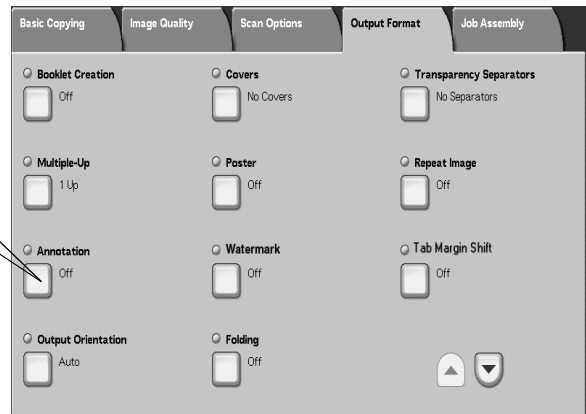 Basic Copying
Image Quality
Scan Options
Output Format
Job Assembly
Booklet Creation
Off
Covers
No Covers
Transparency Separators
No Separators
Multiple-Up
1 Up
Poster
Off
Repeat Image
Off
Annotation
Off
Watermark
Off
Tab Margin Shift
Off
Output Orientation
Auto
Folding
Off